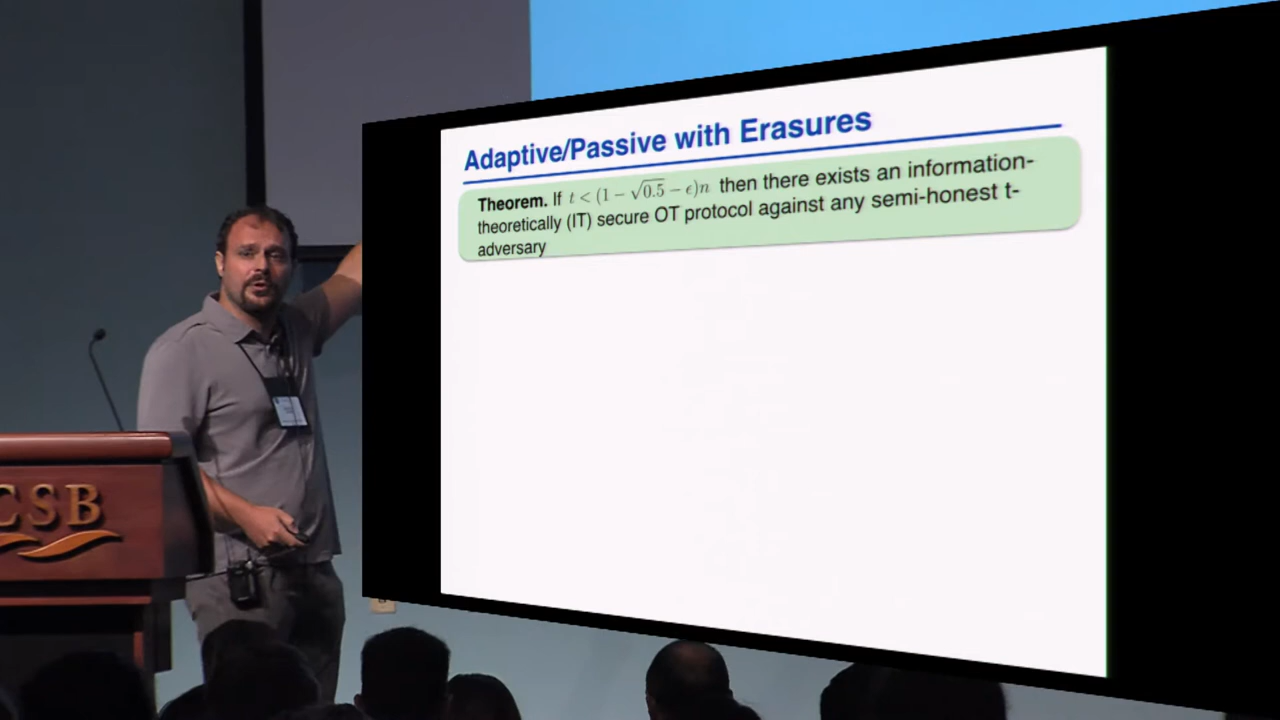 Adaptive/Passive with Erasures
Theorem. If t < (1 − √0.5 − ϵ)n then there exists an information-
theoretically (IT) secure OT protocol against any semi-honest t-
adversary
CSB